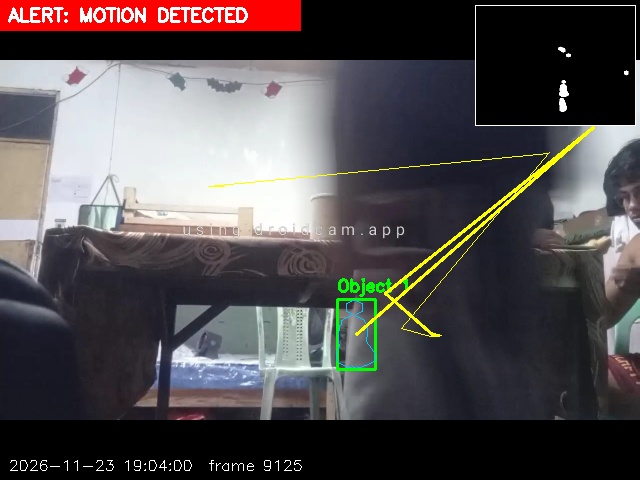 ALERT: MOTION DETECTED
using droidcam.app
Object 1
2026-11-23 19:04:00 frame 9125